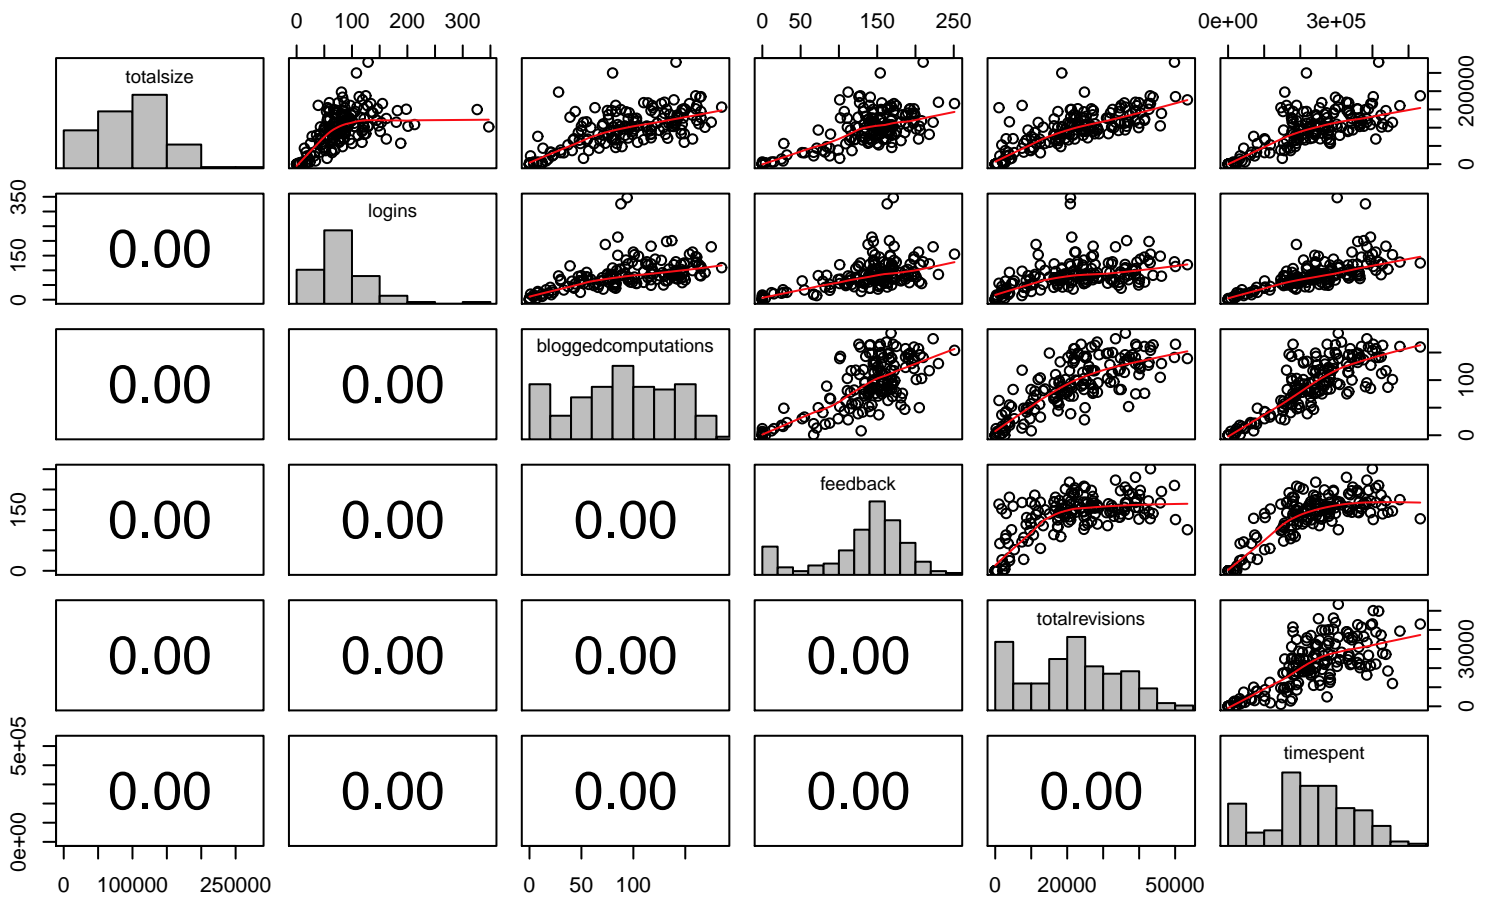 0 100 200 300 0 50 150 250 0e+00 3e+05
totalsize
0 200000
0.00 logins
0 150 350
0.00 0.00 bloggedcomputations
0 100
0.00 0.00 0.00 feedback
0 150
0.00 0.00 0.00 0.00 totalrevisions
0 30000
0.00 0.00 0.00 0.00 0.00 timespent
0e+00 5e+05
0 100000 250000 0 50 100 0 20000 50000